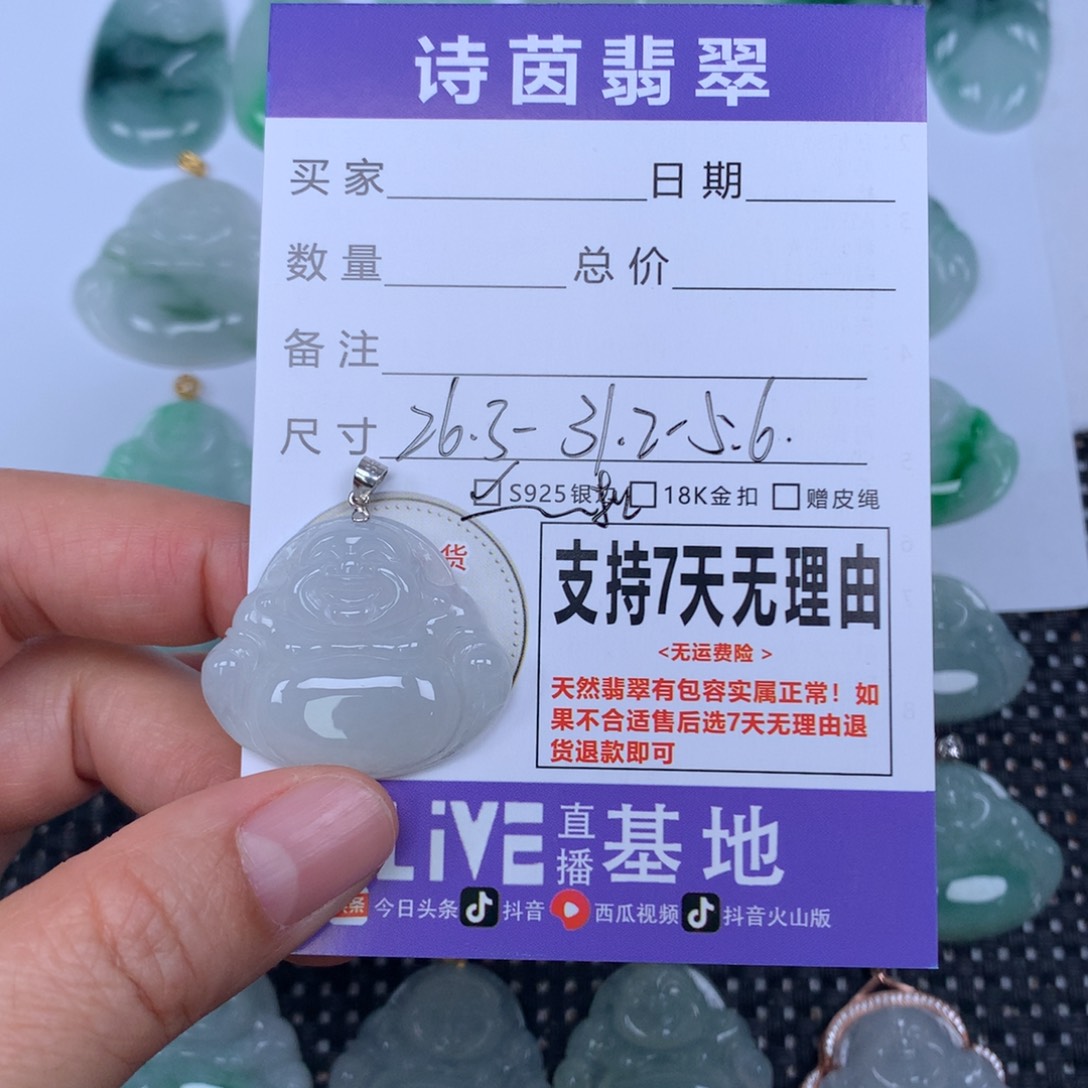 诗茵翡翠
买家 日期
数量 总价
备注
尺寸 26.3-31.2-5.6.
S925银 18K金扣 赠皮绳
货
支持7天无理由
<无运费险 >
天然翡翠有包容实属正常！如
果不合适售后选7天无理由退
货退款即可
LiVE 直播 基地
头条 今日头条 抖音 西瓜视频 抖音火山版